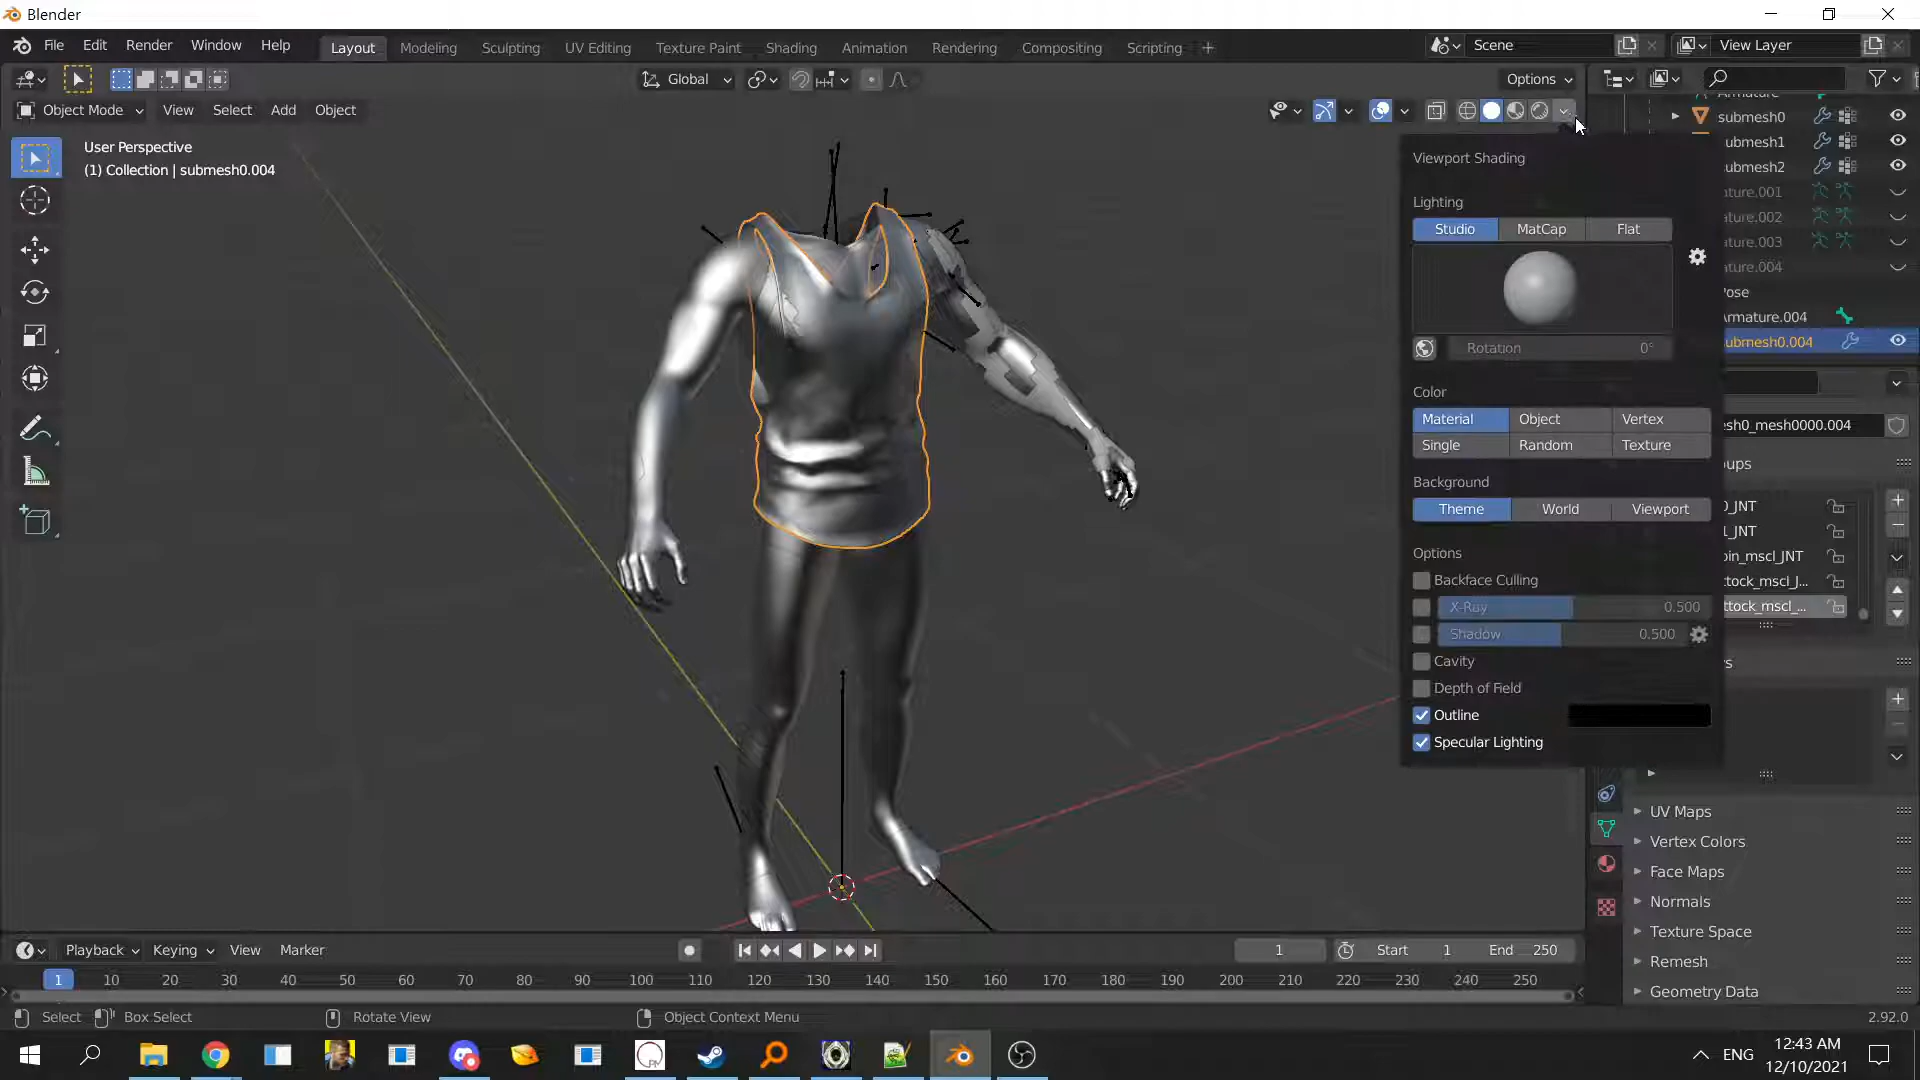 Blender
File Edit Render Window Help
Layout Modeling Sculpting UV Editing Texture Paint Shading Animation Rendering Compositing Scripting
Scene
View Layer
Global
Options
Object Mode View Select Add Object
User Perspective
(1) Collection | submesh0.004
Viewport Shading
Lighting
Studio MatCap Flat
Rotation 0°
Color
Material Object Vertex
Single Random Texture
Background
Theme World Viewport
Options
Backface Culling
X-Ray 0.500
Shadow 0.500
Cavity
Depth of Field
Outline
Specular Lighting
submesh0
ubmesh1
ubmesh2
ature.001
ature.002
ature.003
ature.004
ose
rmature.004
ubmesh0.004
sh0_mesh0000.004
oups
_JNT
_JNT
in_mscl_JNT
ttock_mscl_J...
ttock_mscl_...
s
UV Maps
Vertex Colors
Face Maps
Normals
Texture Space
Remesh
Geometry Data
Playback Keying View Marker
1 Start 1 End 250
1 10 20 30 40 50 60 70 80 90 100 110 120 130 140 150 160 170 180 190 200 210 220 230 240 250
Select Box Select Rotate View Object Context Menu 2.92.0
ENG
12:43 AM
12/10/2021